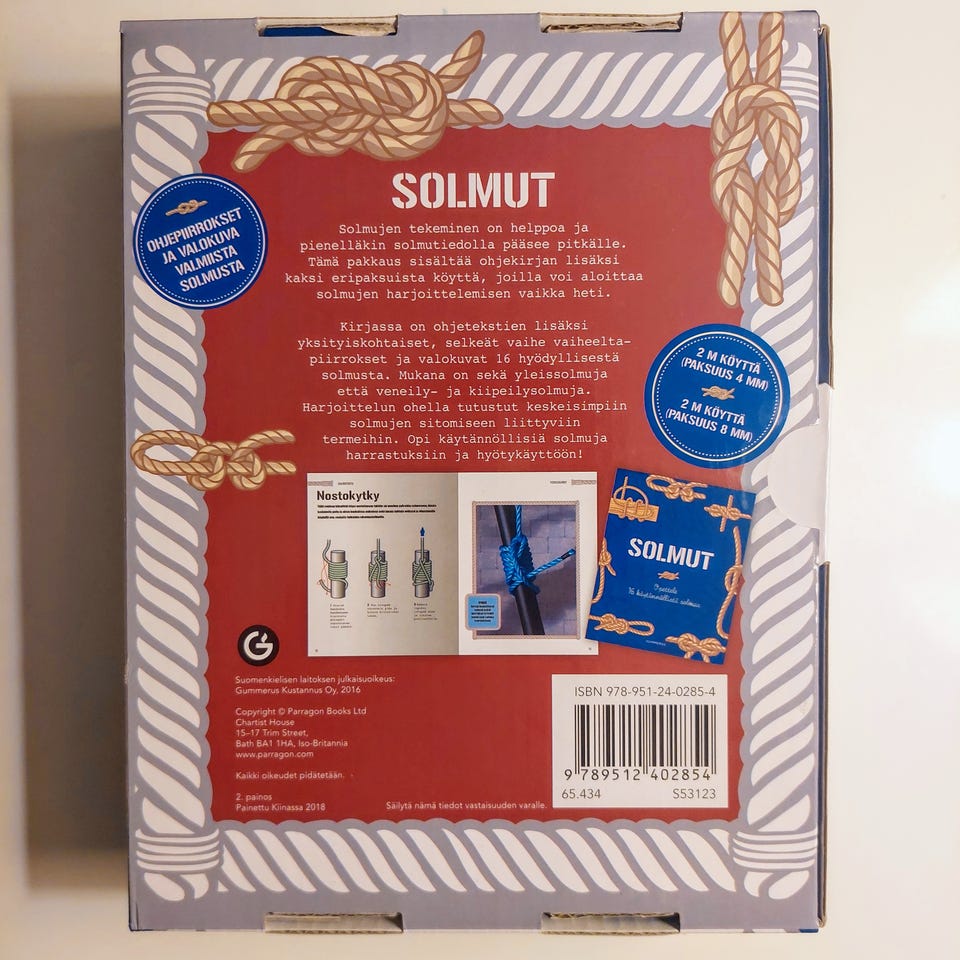 SOLMUT
Solmujen tekeminen on helppoa ja
pienelläkin solmutiedolla pääsee pitkälle.
Tämä pakkaus sisältää ohjekirjan lisäksi
kaksi eripaksuista köyttä, joilla voi aloittaa
solmujen harjoittelemisen vaikka heti.
OHJEPIIRROKSET
JA VALOKUVA
VALMIISTA
SOLMUSTA
Kirjassa on ohjetekstien lisäksi
yksityiskohtaiset, selkeät vaihe vaiheelta-
piirrokset ja valokuvat 16 hyödyllisestä
solmusta. Mukana on sekä yleissolmuja
että veneily- ja kiipeilysolmuja.
Harjoittelun ohella tutustut keskeisimpiin
solmujen sitomiseen liittyviin
termeihin. Opi käytännöllisiä solmuja
harrastuksiin ja hyötykäyttöön!
2 M KÖYTTÄ
(PAKSUUS 4 MM)
2 M KÖYTTÄ
(PAKSUUS 8 MM)
Nostokytky
SOLMUT
Opettele
16 käytännöllistä solmua
G
Suomenkielisen laitoksen julkaisuoikeus:
Gummerus Kustannus Oy, 2016
Copyright © Parragon Books Ltd
Chartist House
15–17 Trim Street,
Bath BA1 1HA, Iso-Britannia
www.parragon.com
Kaikki oikeudet pidätetään.
2. painos
Painettu Kiinassa 2018
Säilytä nämä tiedot vastaisuuden varalle.
ISBN 978-951-24-0285-4
9 789512 402854
65.434 S53123